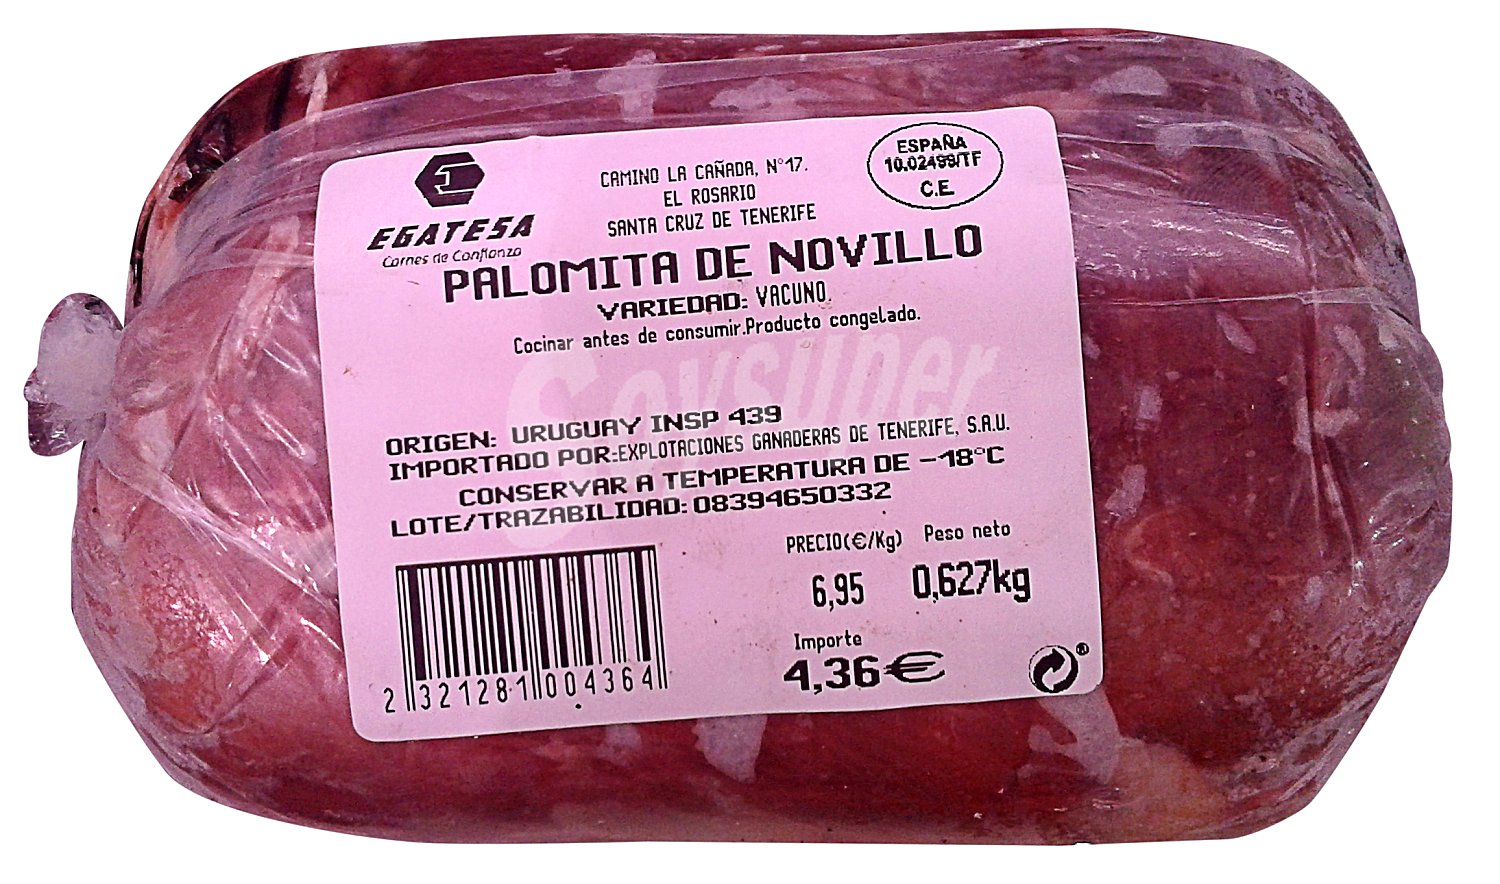 EGATESA
Carnes de Confianza
CAMINO LA CAÑADA, N°17.
EL ROSARIO
SANTA CRUZ DE TENERIFE
ESPAÑA
10.02499/TF
C.E
PALOMITA DE NOVILLO
VARIEDAD: VACUNO.
Cocinar antes de consumir.Producto congelado.
Soysuper
ORIGEN: URUGUAY INSP 439
IMPORTADO POR:EXPLOTACIONES GANADERAS DE TENERIFE, S.A.U.
CONSERVAR A TEMPERATURA DE -18°C
LOTE/TRAZABILIDAD: 08394650332
PRECIO(€/Kg) Peso neto
6,95 0,627kg
Importe
4,36€
2 321281 004364
®